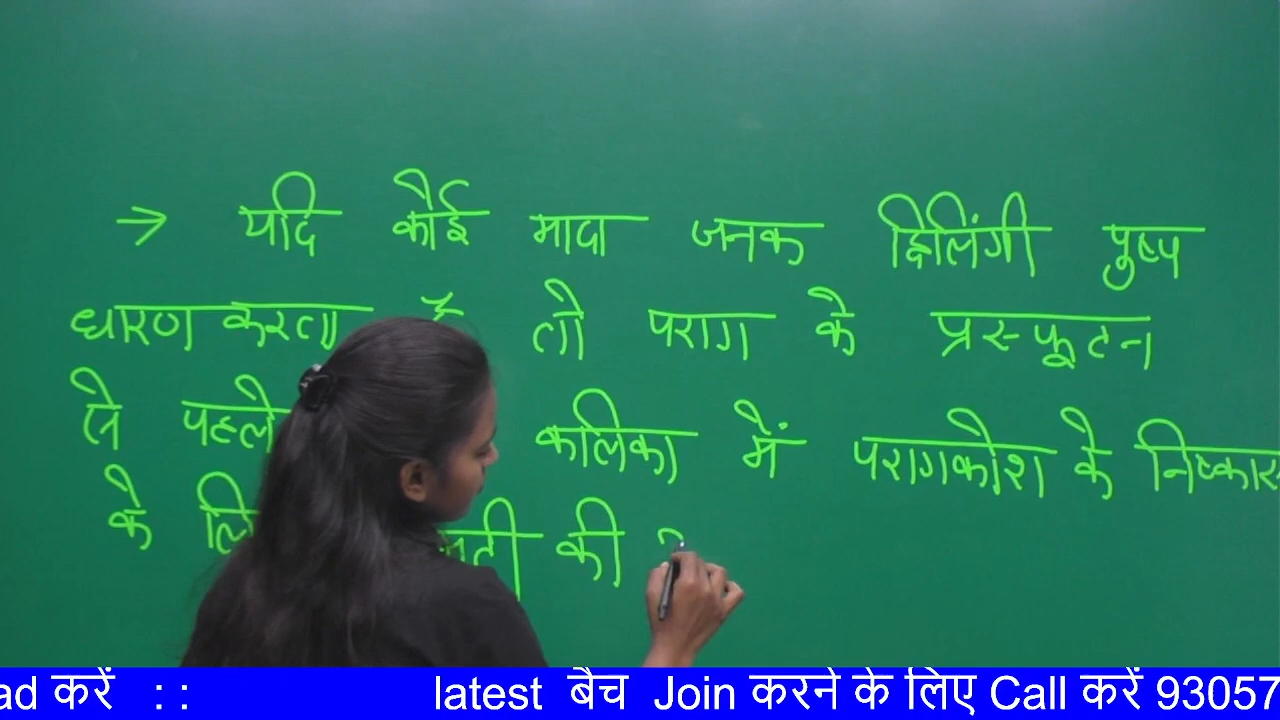 → यदि कोई मादा जनक द्विलिंगी पुष्प
धारण करता है तो पराग के प्रस्फूटन
से पहले कलिका में परागकोश के निष्कास
के लि की
ad करें : : latest बैच Join करने के लिए Call करें 93057